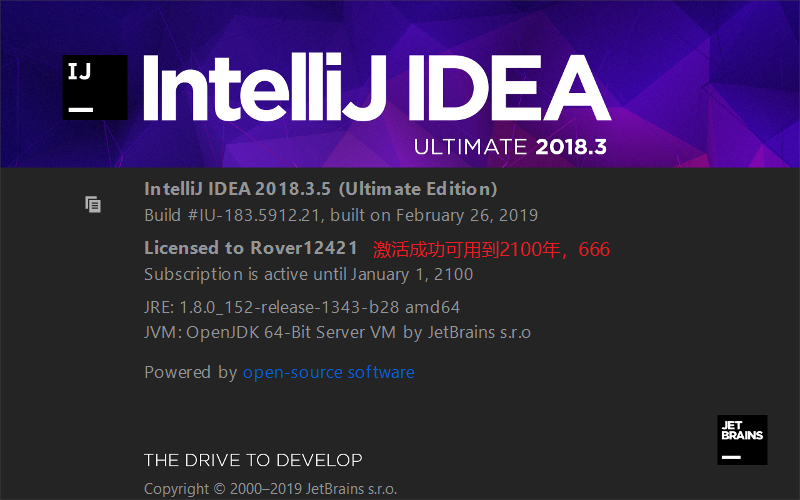 IJ
IntelliJ IDEA
ULTIMATE 2018.3
IntelliJ IDEA 2018.3.5 (Ultimate Edition)
Build #IU-183.5912.21, built on February 26, 2019
Licensed to Rover12421 激活成功可用到2100年，666
Subscription is active until January 1, 2100
JRE: 1.8.0_152-release-1343-b28 amd64
JVM: OpenJDK 64-Bit Server VM by JetBrains s.r.o
Powered by open-source software
JET
BRAINS
THE DRIVE TO DEVELOP
Copyright © 2000–2019 JetBrains s.r.o.